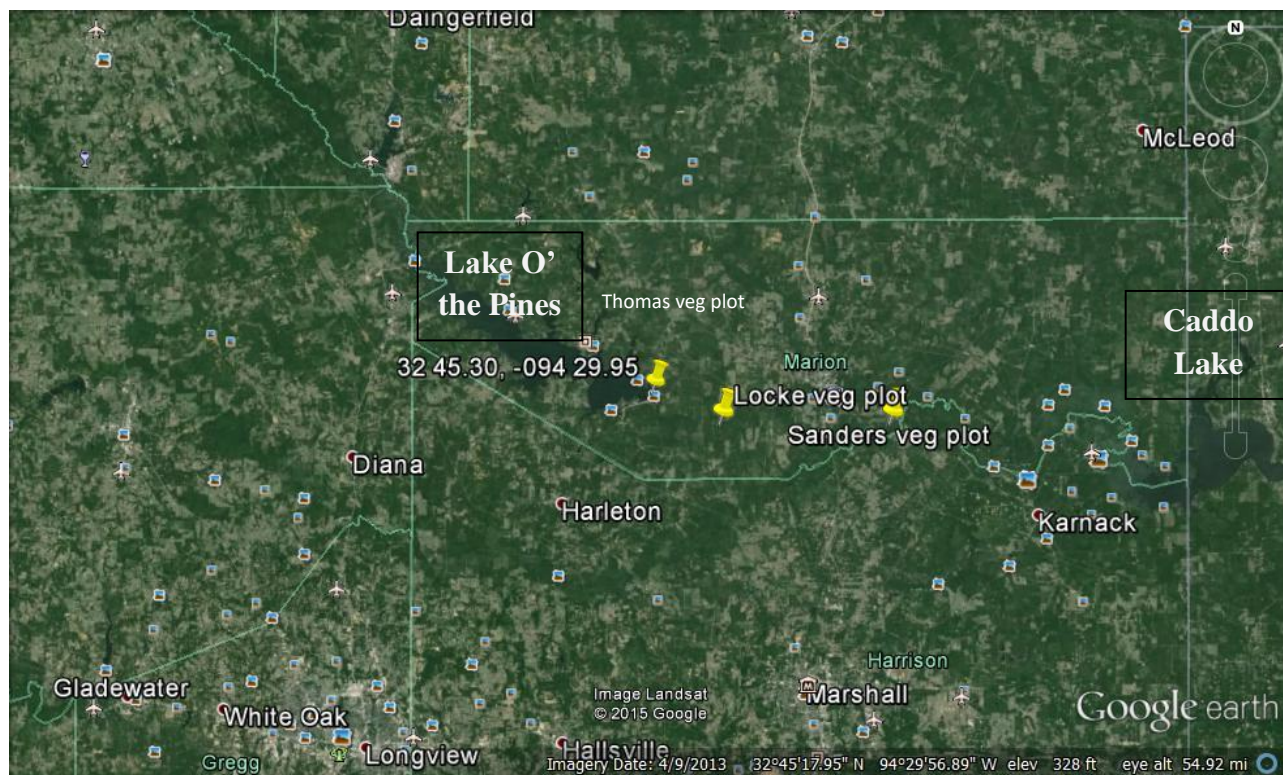 Daingerfield
N
McLeod
Lake O’
the Pines
Thomas veg plot
Caddo
Lake
Marion
32 45.30, -094 29.95
Locke veg plot
Sanders veg plot
Diana
Harleton
Karnack
Harrison
Gladewater
Marshall
White Oak
Image Landsat
© 2015 Google
Google earth
Longview
Hallsville
Gregg
Imagery Date: 4/9/2013 32°45'17.95" N 94°29'56.89" W elev 328 ft eye alt 54.92 mi